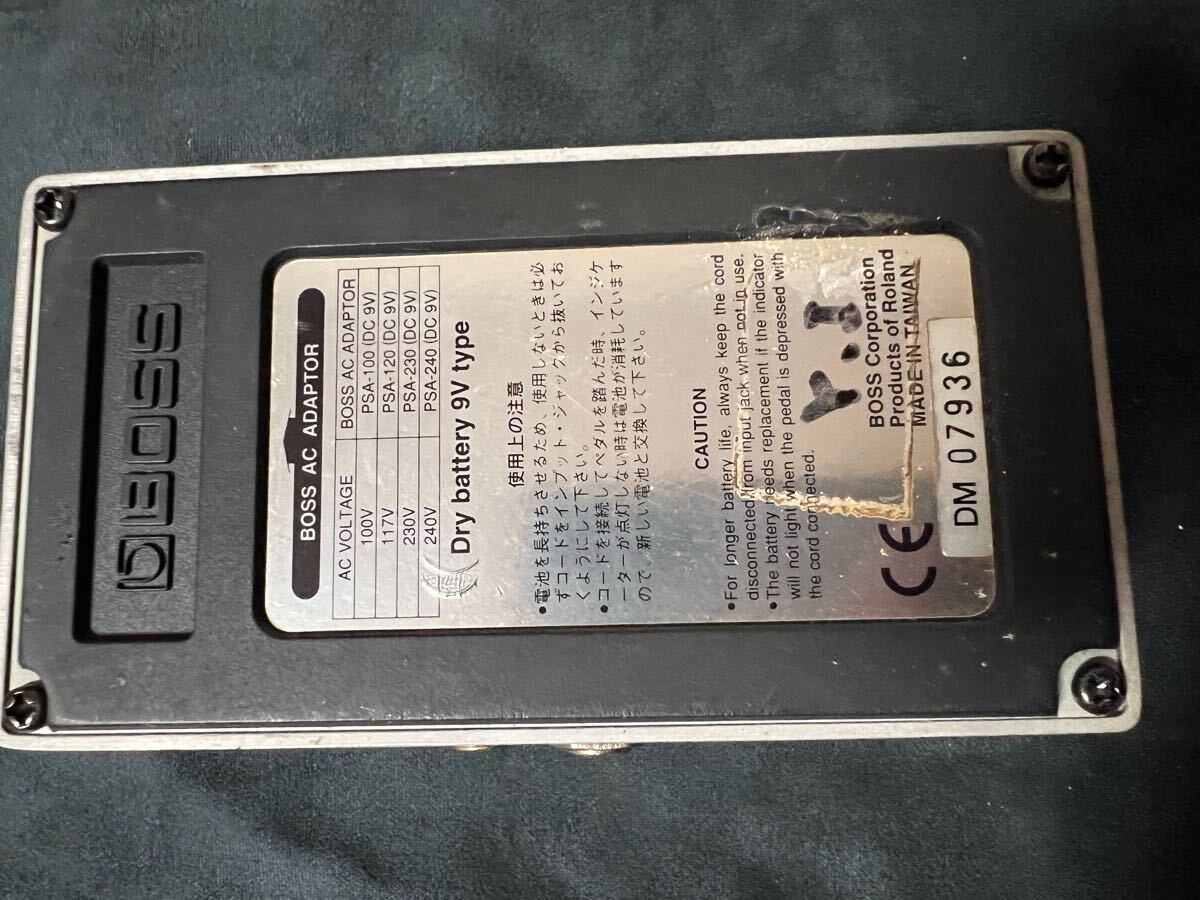 BOSS
BOSS AC ADAPTOR
AC VOLTAGE BOSS AC ADAPTOR
100V PSA-100 (DC 9V)
117V PSA-120 (DC 9V)
230V PSA-230 (DC 9V)
240V PSA-240 (DC 9V)
Dry battery 9V type
使用上の注意
•電池を長持ちさせるため、使用しないときは必
ずコードをインプット・ジャックから抜いてお
くようにして下さい。
•コードを接続してペダルを踏んだ時、インジケ
ーターが点灯しない時は電池が消耗しています
ので、新しい電池と交換して下さい。
CAUTION
•For longer battery life, always keep the cord
disconnected from input jack when not in use.
•The battery needs replacement if the indicator
will not light when the pedal is depressed with
the cord connected.
Y.I
CE
BOSS Corporation
Products of Roland
MADE IN TAIWAN
DM 07936